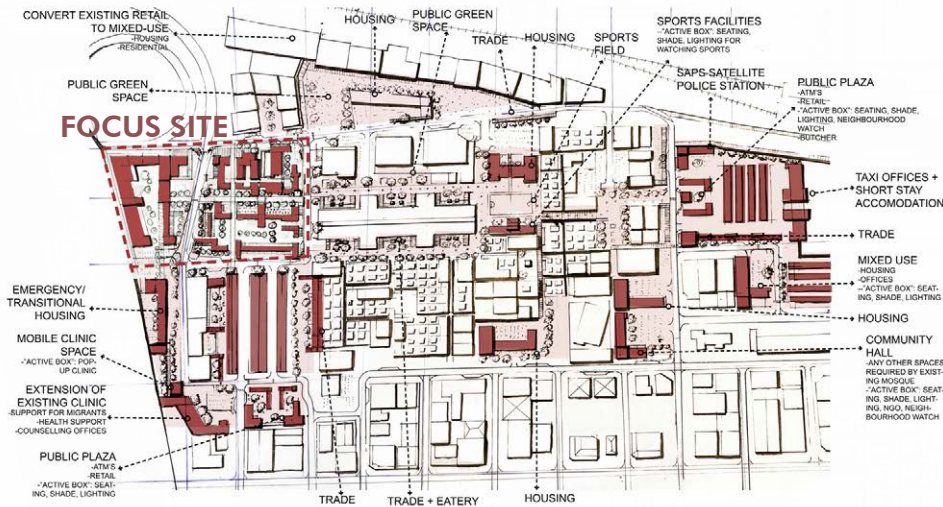 CONVERT EXISTING RETAIL
TO MIXED-USE
-HOUSING
-RESIDENTIAL
HOUSING
PUBLIC GREEN
SPACE
TRADE
HOUSING
SPORTS
FIELD
SPORTS FACILITIES
-"ACTIVE BOX": SEATING,
SHADE, LIGHTING FOR
WATCHING SPORTS
SAPS-SATELLITE
POLICE STATION
PUBLIC PLAZA
-ATM'S
-RETAIL
-"ACTIVE BOX": SEATING, SHADE,
LIGHTING, NEIGHBOURHOOD
WATCH
-BUTCHER
PUBLIC GREEN
SPACE
FOCUS SITE
TAXI OFFICES +
SHORT STAY
ACCOMODATION
TRADE
MIXED USE
-HOUSING
-OFFICES
-"ACTIVE BOX": SEAT-
ING, SHADE, LIGHTING
HOUSING
COMMUNITY
HALL
-ANY OTHER SPACES
REQUIRED BY EXIST-
ING MOSQUE
-"ACTIVE BOX": SEAT-
ING, SHADE, LIGHT-
ING, NGO, NEIGH-
BOURHOOD WATCH
EMERGENCY/
TRANSITIONAL
HOUSING
MOBILE CLINIC
SPACE
-"ACTIVE BOX": POP-
UP CLINIC
EXTENSION OF
EXISTING CLINIC
-SUPPORT FOR MIGRANTS
-HEALTH SUPPORT
-COUNSELLING OFFICES
PUBLIC PLAZA
-ATM'S
-RETAIL
-"ACTIVE BOX": SEAT-
ING, SHADE, LIGHTING
TRADE
TRADE + EATERY
HOUSING